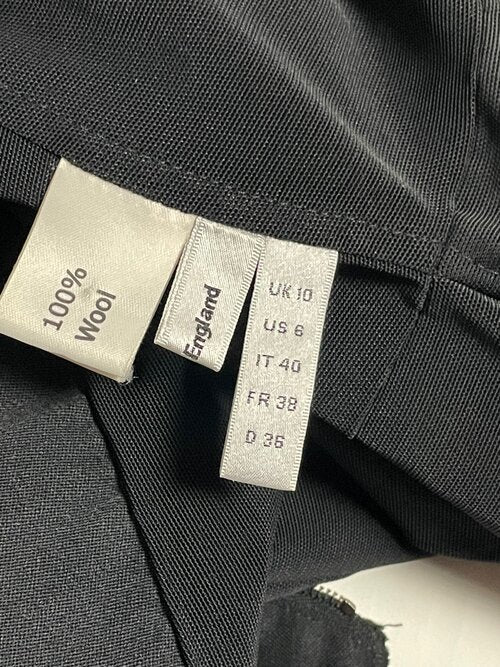 100%
Wool
England
UK 10
US 6
IT 40
FR 38
D 36